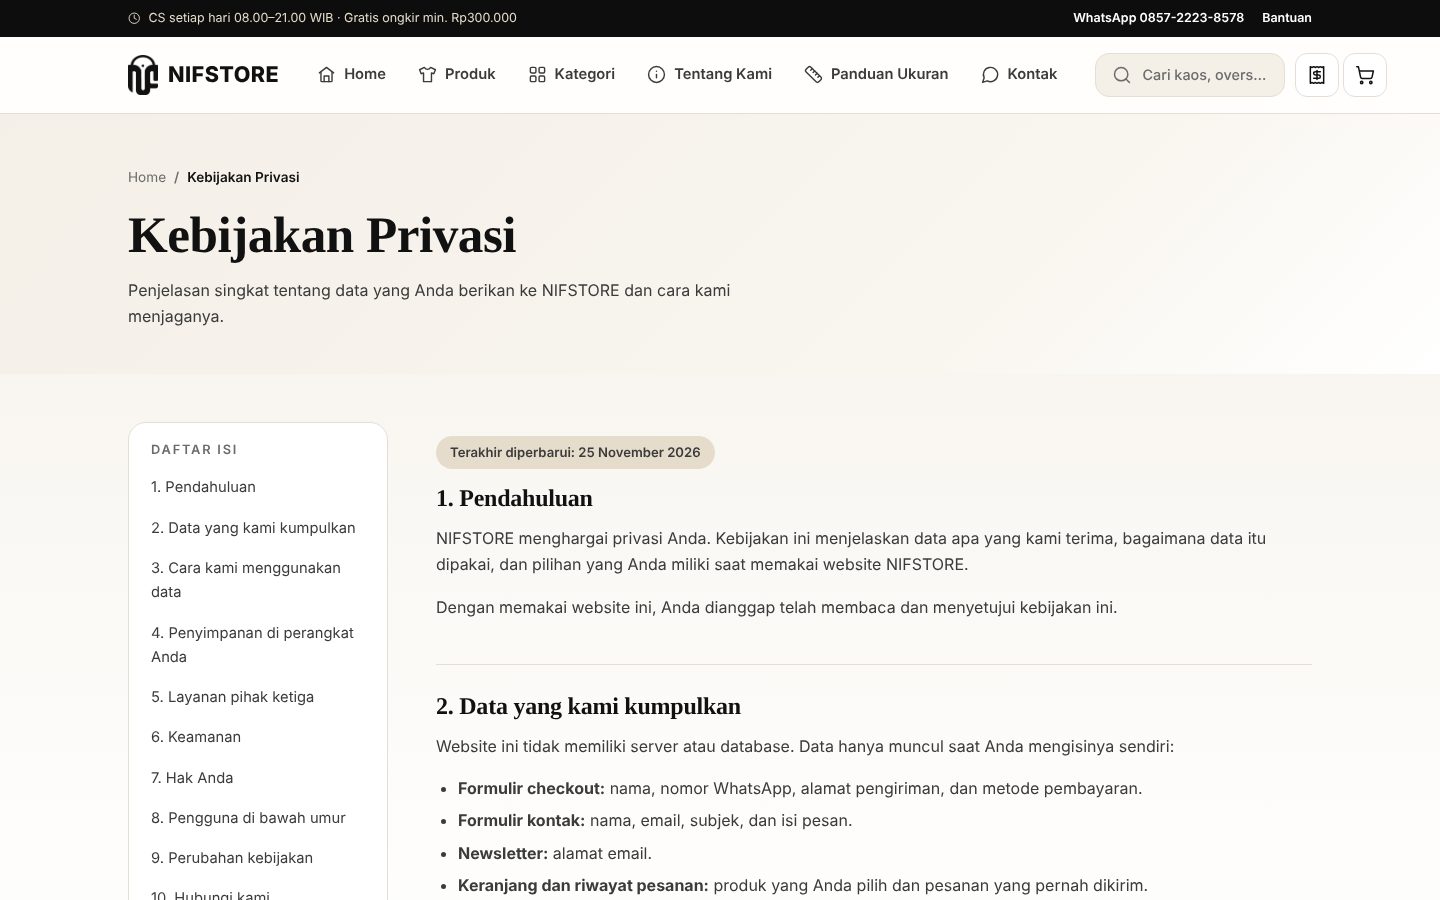 CS setiap hari 08.00–21.00 WIB · Gratis ongkir min. Rp300.000
WhatsApp 0857-2223-8578
Bantuan
NIFSTORE
Home
Produk
Kategori
Tentang Kami
Panduan Ukuran
Kontak
Cari kaos, overs...
Home / Kebijakan Privasi
Kebijakan Privasi
Penjelasan singkat tentang data yang Anda berikan ke NIFSTORE dan cara kami
menjaganya.
DAFTAR ISI
1. Pendahuluan
2. Data yang kami kumpulkan
3. Cara kami menggunakan
data
4. Penyimpanan di perangkat
Anda
5. Layanan pihak ketiga
6. Keamanan
7. Hak Anda
8. Pengguna di bawah umur
9. Perubahan kebijakan
10. Hubungi kami
Terakhir diperbarui: 25 November 2026
1. Pendahuluan
NIFSTORE menghargai privasi Anda. Kebijakan ini menjelaskan data apa yang kami terima, bagaimana data itu
dipakai, dan pilihan yang Anda miliki saat memakai website NIFSTORE.
Dengan memakai website ini, Anda dianggap telah membaca dan menyetujui kebijakan ini.
2. Data yang kami kumpulkan
Website ini tidak memiliki server atau database. Data hanya muncul saat Anda mengisinya sendiri:
• Formulir checkout: nama, nomor WhatsApp, alamat pengiriman, dan metode pembayaran.
• Formulir kontak: nama, email, subjek, dan isi pesan.
• Newsletter: alamat email.
• Keranjang dan riwayat pesanan: produk yang Anda pilih dan pesanan yang pernah dikirim.